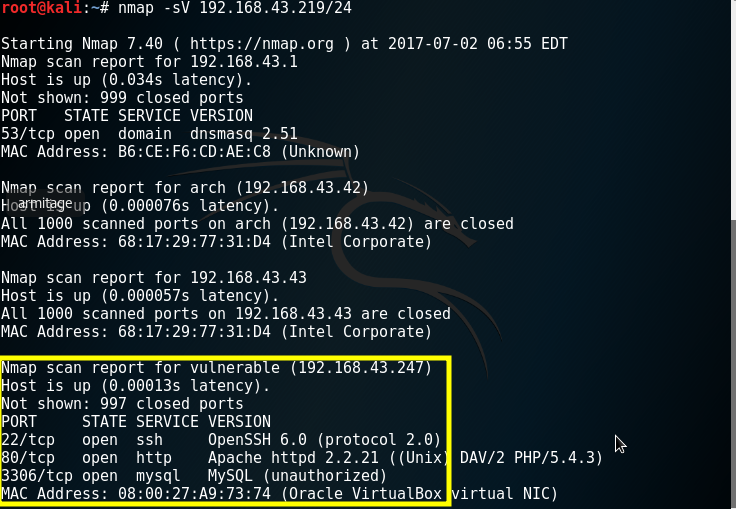 root@kali:~# nmap -sV 192.168.43.219/24

Starting Nmap 7.40 ( https://nmap.org ) at 2017-07-02 06:55 EDT
Nmap scan report for 192.168.43.1
Host is up (0.034s latency).
Not shown: 999 closed ports
PORT   STATE SERVICE VERSION
53/tcp open  domain  dnsmasq 2.51
MAC Address: B6:CE:F6:CD:AE:C8 (Unknown)

Nmap scan report for arch (192.168.43.42)
armitage
Host is up (0.000076s latency).
All 1000 scanned ports on arch (192.168.43.42) are closed
MAC Address: 68:17:29:77:31:D4 (Intel Corporate)

Nmap scan report for 192.168.43.43
Host is up (0.000057s latency).
All 1000 scanned ports on 192.168.43.43 are closed
MAC Address: 68:17:29:77:31:D4 (Intel Corporate)

Nmap scan report for vulnerable (192.168.43.247)
Host is up (0.00013s latency).
Not shown: 997 closed ports
PORT     STATE SERVICE VERSION
22/tcp   open  ssh     OpenSSH 6.0 (protocol 2.0)
80/tcp   open  http    Apache httpd 2.2.21 ((Unix) DAV/2 PHP/5.4.3)
3306/tcp open  mysql   MySQL (unauthorized)
MAC Address: 08:00:27:A9:73:74 (Oracle VirtualBox virtual NIC)